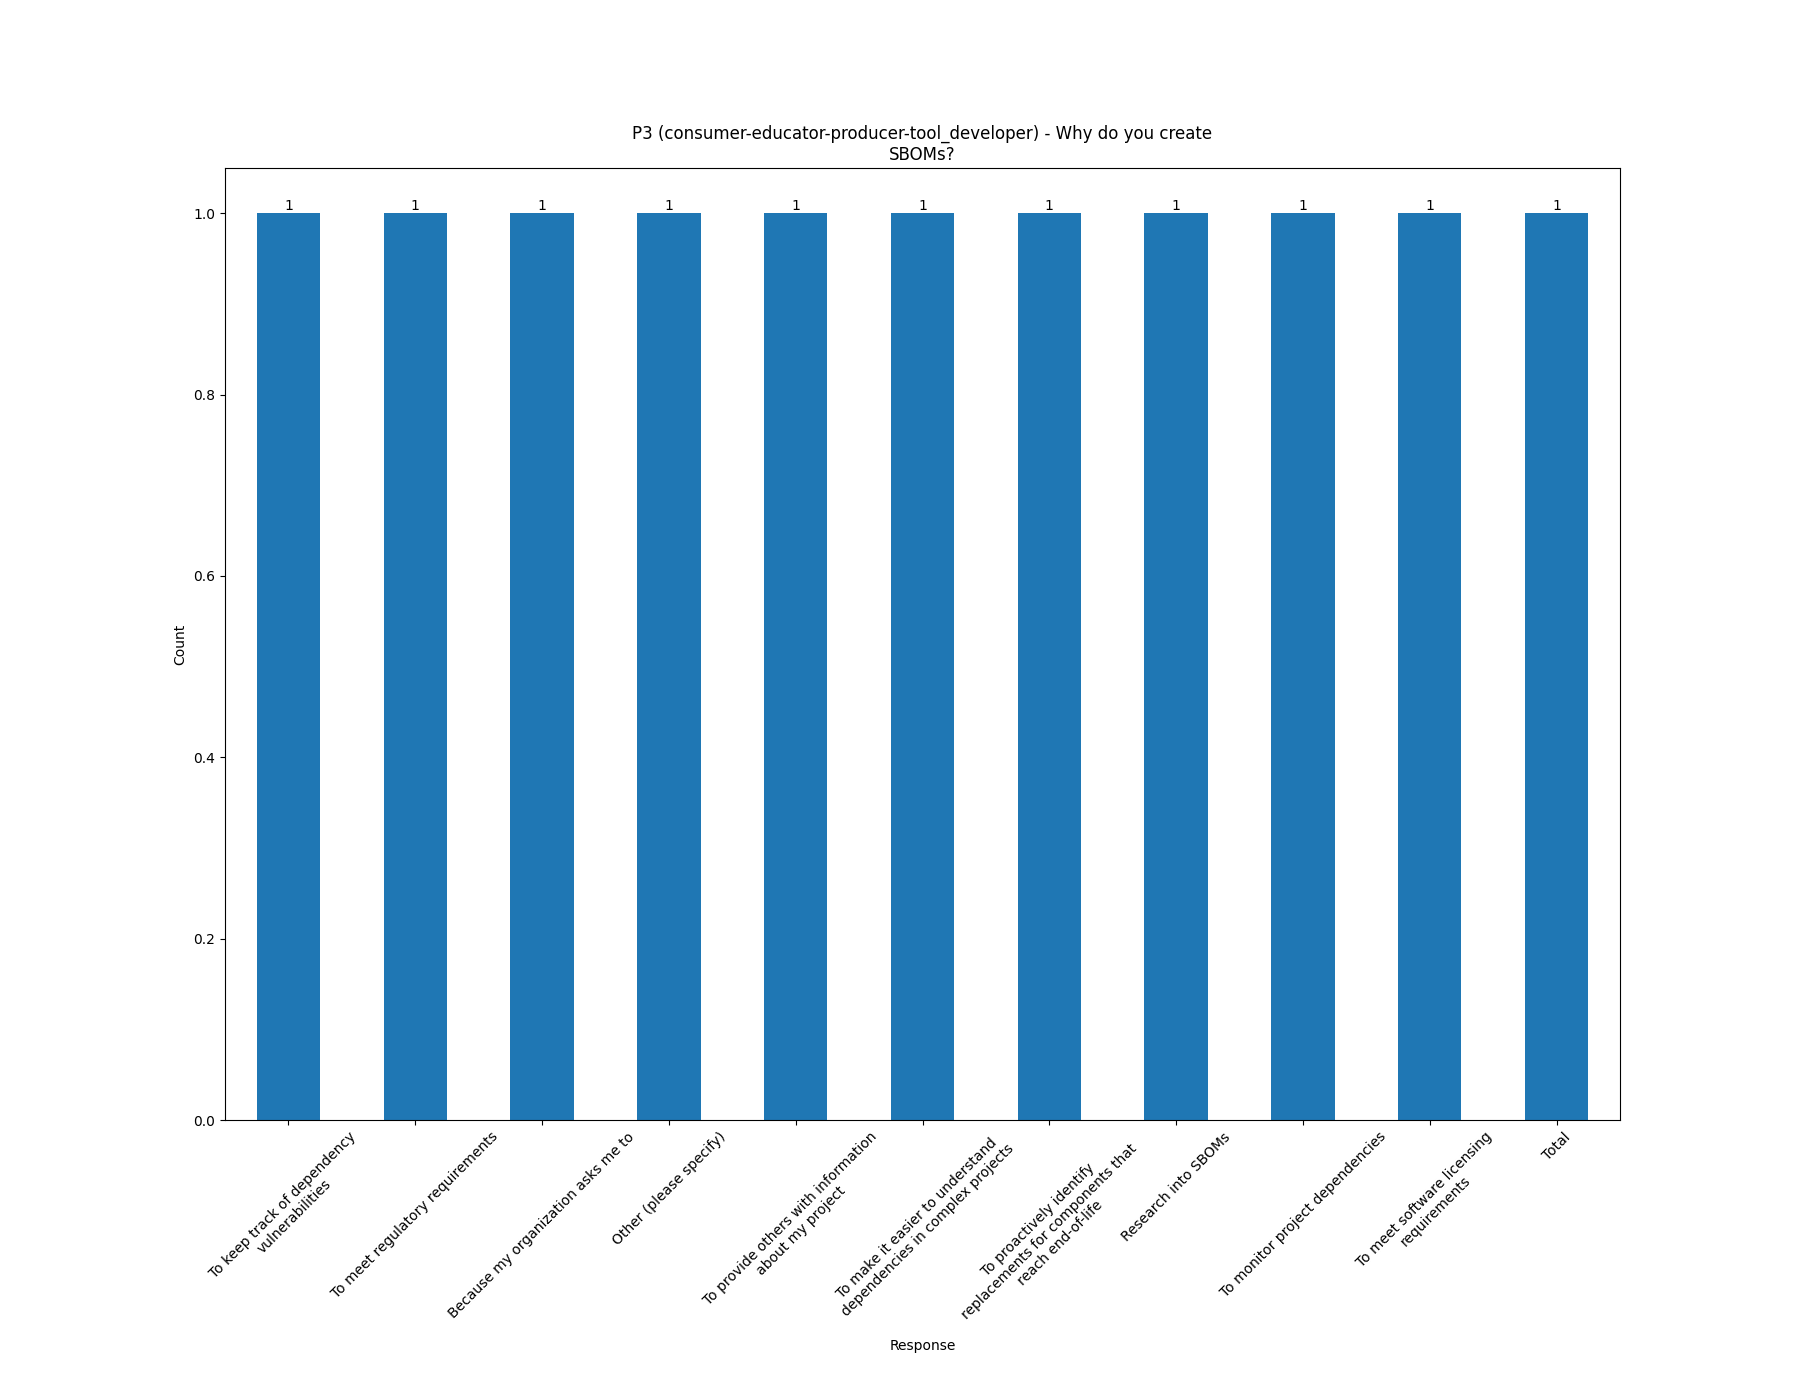 P3 (consumer-educator-producer-tool_developer) - Why do you create
SBOMs?
1
1
1
1
1
1
1
1
1
1
1
1.0
0.8
0.6
0.4
0.2
0.0
Count
To keep track of dependency
vulnerabilities
To meet regulatory requirements
Because my organization asks me to
Other (please specify)
To provide others with information
about my project
To make it easier to understand
dependencies in complex projects
To proactively identify
replacements for components that
reach end-of-life
Research into SBOMs
To monitor project dependencies
To meet software licensing
requirements
Total
Response